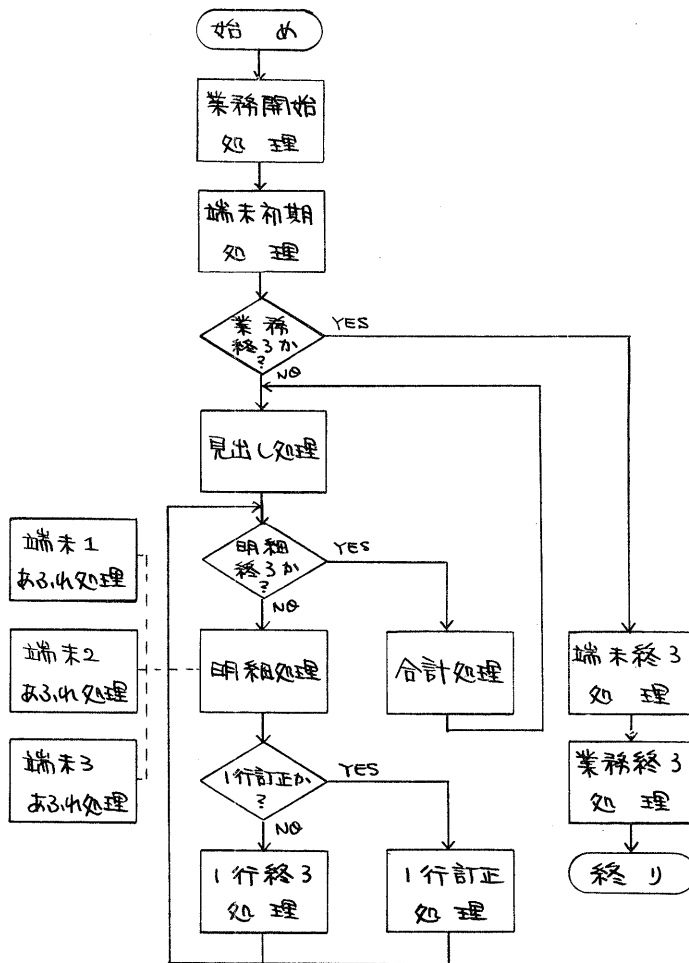 始め
業務開始
処理
端末初期
処理
業務
終了か
?
YES
NO
見出し処理
明細
終了か
?
YES
NO
端末1
あふれ処理
端末2
あふれ処理
端末3
あふれ処理
明細処理
合計処理
端末終了
処理
業務終了
処理
終り
1行訂正か
?
YES
NO
1行終了
処理
1行訂正
処理